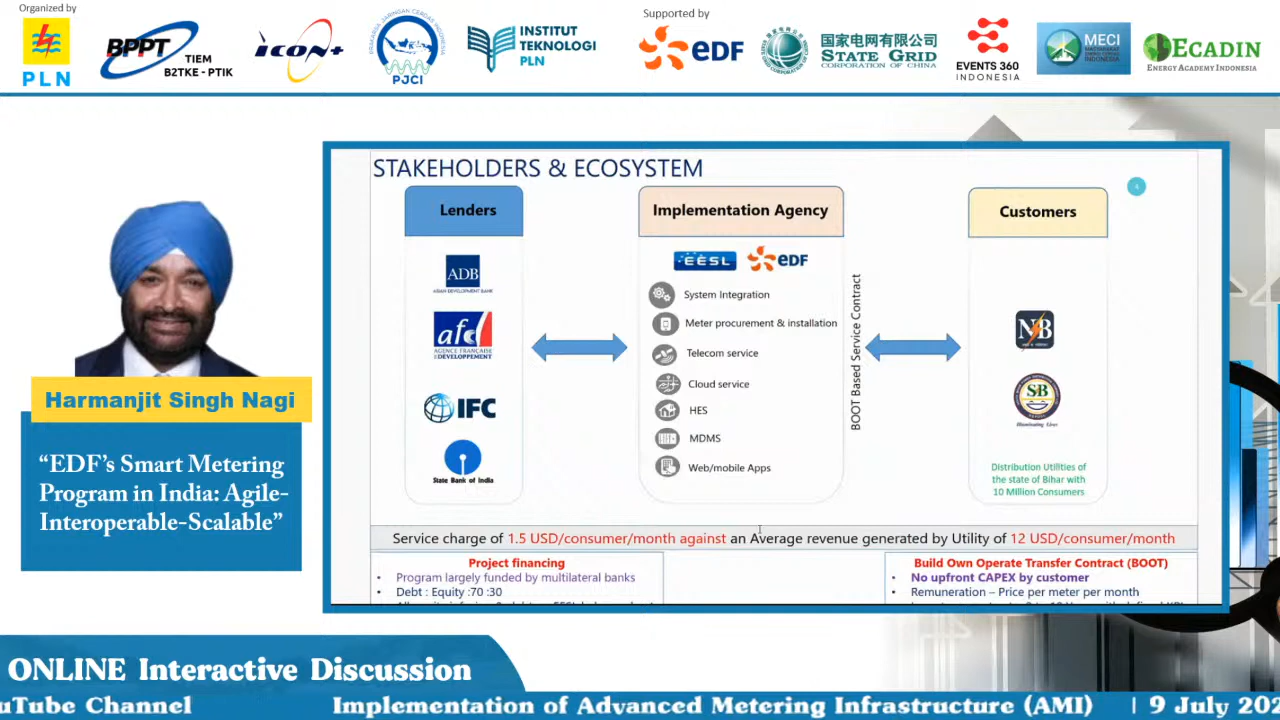 Organized by
Supported by
PLN
BPPT
TIEM
B2TKE - PTIK
icon+
PRAKARSA JARINGAN CERDAS INDONESIA
PJCI
INSTITUT
TEKNOLOGI
PLN
eDF
国家电网有限公司
STATE GRID
CORPORATION OF CHINA
EVENTS 360
INDONESIA
MECI
ECADIN
ENERGY ACADEMY INDONESIA
STAKEHOLDERS & ECOSYSTEM
Lenders
Implementation Agency
Customers
ADB
ASIAN DEVELOPMENT BANK
afd
AGENCE FRANÇAISE
DE DÉVELOPPEMENT
IFC
State Bank of India
EESL
eDF
System Integration
Meter procurement & installation
Telecom service
Cloud service
HES
MDMS
Web/mobile Apps
BOOT Based Service Contract
NB
SB
Illuminating Lives
Distribution Utilities of
the state of Bihar with
10 Million Consumers
Service charge of 1.5 USD/consumer/month against an Average revenue generated by Utility of 12 USD/consumer/month
Project financing
• Program largely funded by multilateral banks
• Debt : Equity :70 :30
Build Own Operate Transfer Contract (BOOT)
• No upfront CAPEX by customer
• Remuneration – Price per meter per month
Harmanjit Singh Nagi
“EDF’s Smart Metering
Program in India: Agile-
Interoperable-Scalable”
ONLINE Interactive Discussion
uTube Channel
Implementation of Advanced Metering Infrastructure (AMI) | 9 July 202